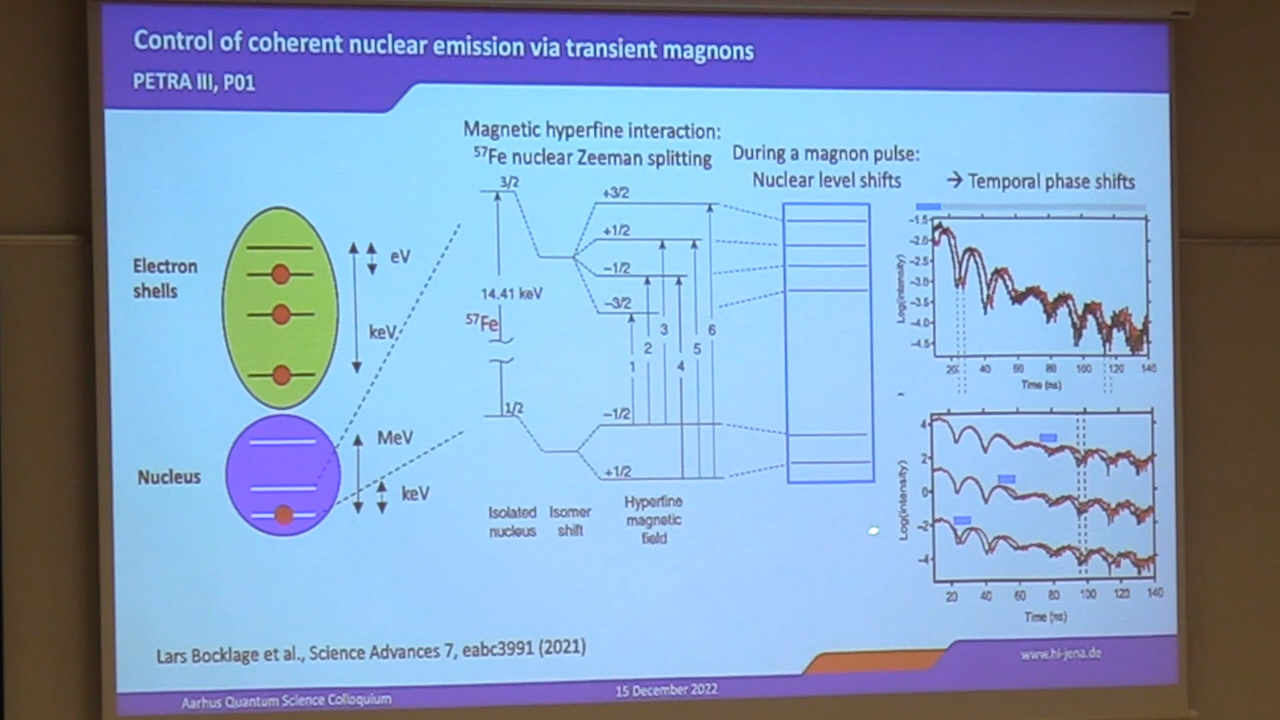 Control of coherent nuclear emission via transient magnons
PETRA III, P01
Magnetic hyperfine interaction:
⁵⁷Fe nuclear Zeeman splitting
During a magnon pulse:
Nuclear level shifts
→ Temporal phase shifts
Electron
shells
eV
keV
Nucleus
MeV
keV
3/2
14.41 keV
⁵⁷Fe
1/2
+3/2
+1/2
−1/2
−3/2
1
2
3
4
5
6
−1/2
+1/2
Isolated
nucleus
Isomer
shift
Hyperfine
magnetic
field
Log(intensity)
−1.5
−2.0
−2.5
−3.0
−3.5
−4.0
−4.5
20 40 60 80 100 120 140
Time (ns)
Log(intensity)
4
2
0
−2
−4
20 40 60 80 100 120 140
Time (ns)
Lars Bocklage et al., Science Advances 7, eabc3991 (2021)
www.hi-jena.de
Aarhus Quantum Science Colloquium
15 December 2022